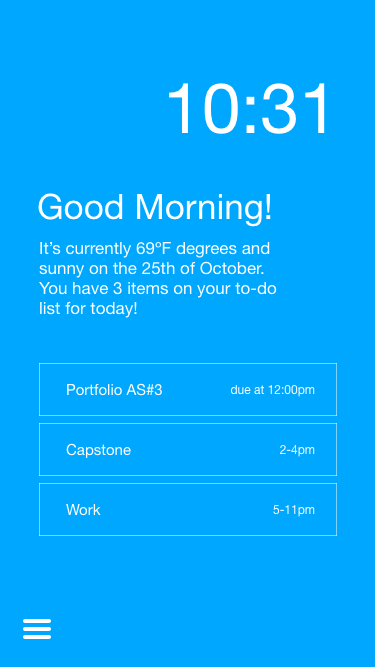 10:31
Good Morning!
It's currently 69ºF degrees and
sunny on the 25th of October.
You have 3 items on your to-do
list for today!
Portfolio AS#3 due at 12:00pm
Capstone 2-4pm
Work 5-11pm